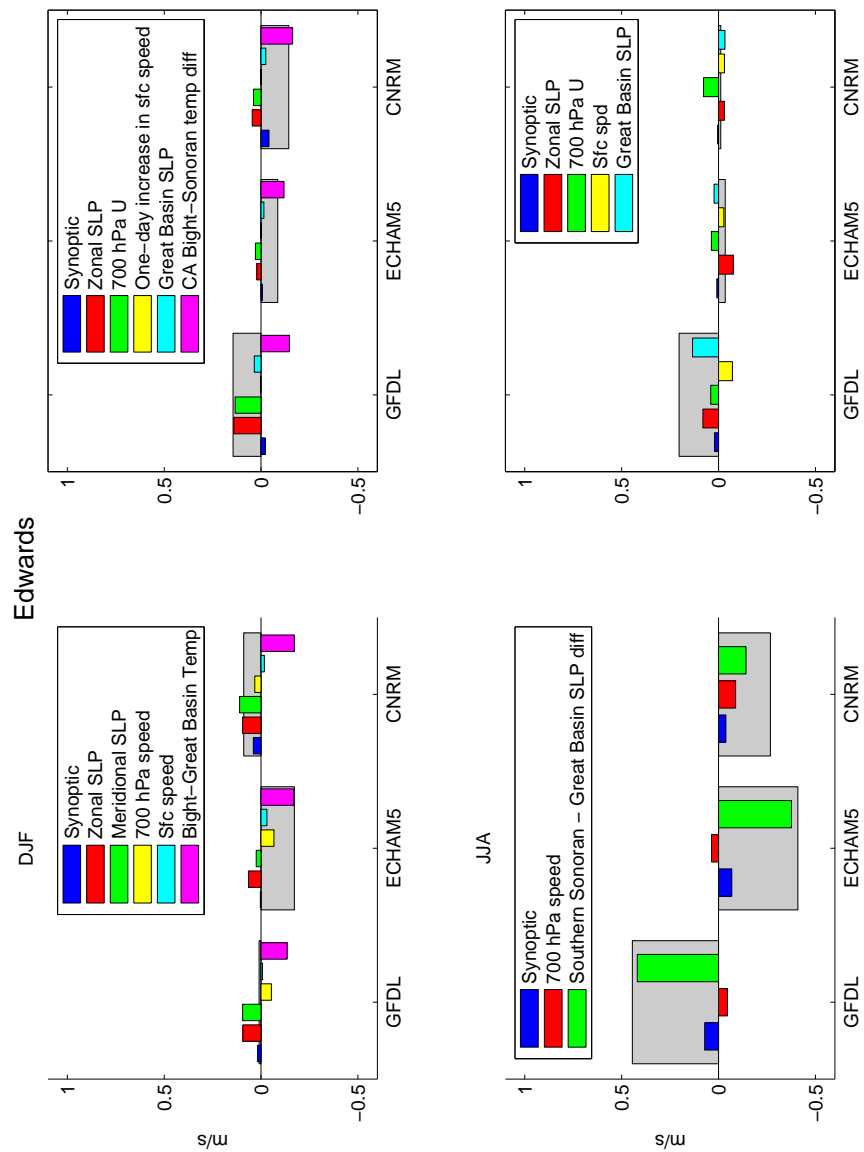 Edwards
DJF
1
0.5
0
−0.5
m/s
Synoptic
Zonal SLP
Meridional SLP
700 hPa speed
Sfc speed
Bight−Great Basin Temp
GFDL
ECHAM5
CNRM
1
0.5
0
−0.5
Synoptic
Zonal SLP
700 hPa U
One−day increase in sfc speed
Great Basin SLP
CA Bight−Sonoran temp diff
GFDL
ECHAM5
CNRM
JJA
1
0.5
0
−0.5
m/s
Synoptic
700 hPa speed
Southern Sonoran − Great Basin SLP diff
GFDL
ECHAM5
CNRM
1
0.5
0
−0.5
Synoptic
Zonal SLP
700 hPa U
Sfc spd
Great Basin SLP
GFDL
ECHAM5
CNRM